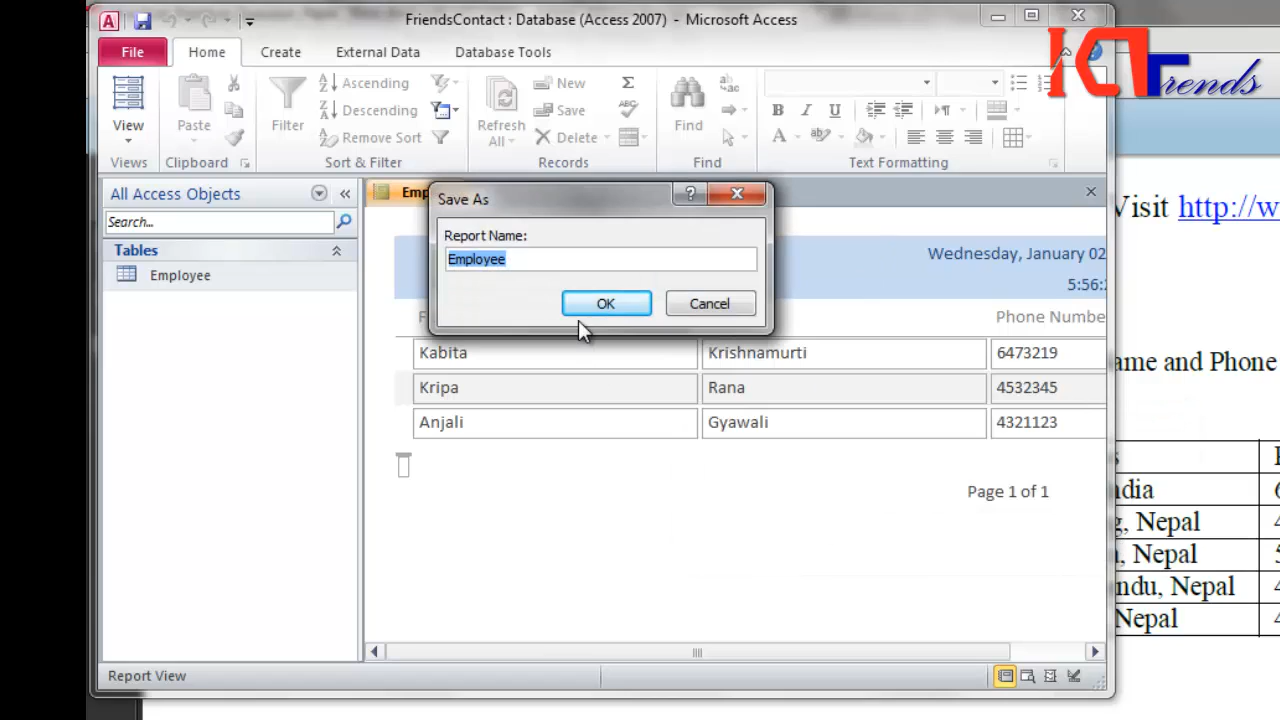 FriendsContact : Database (Access 2007) - Microsoft Access
File Home Create External Data Database Tools
ICTrends
View
Paste
Filter
Ascending
Descending
Remove Sort
Refresh All
New
Save
Delete
Find
Views Clipboard Sort & Filter Records Find Text Formatting
All Access Objects
Search...
Tables
Employee
Emp
Save As
Report Name:
Employee
OK Cancel
Wednesday, January 02
5:56:2
F Phone Numbe
Kabita Krishnamurti 6473219
Kripa Rana 4532345
Anjali Gyawali 4321123
Page 1 of 1
Report View
Visit http://w
ame and Phone
s
ndia
g, Nepal
, Nepal
ndu, Nepal
Nepal